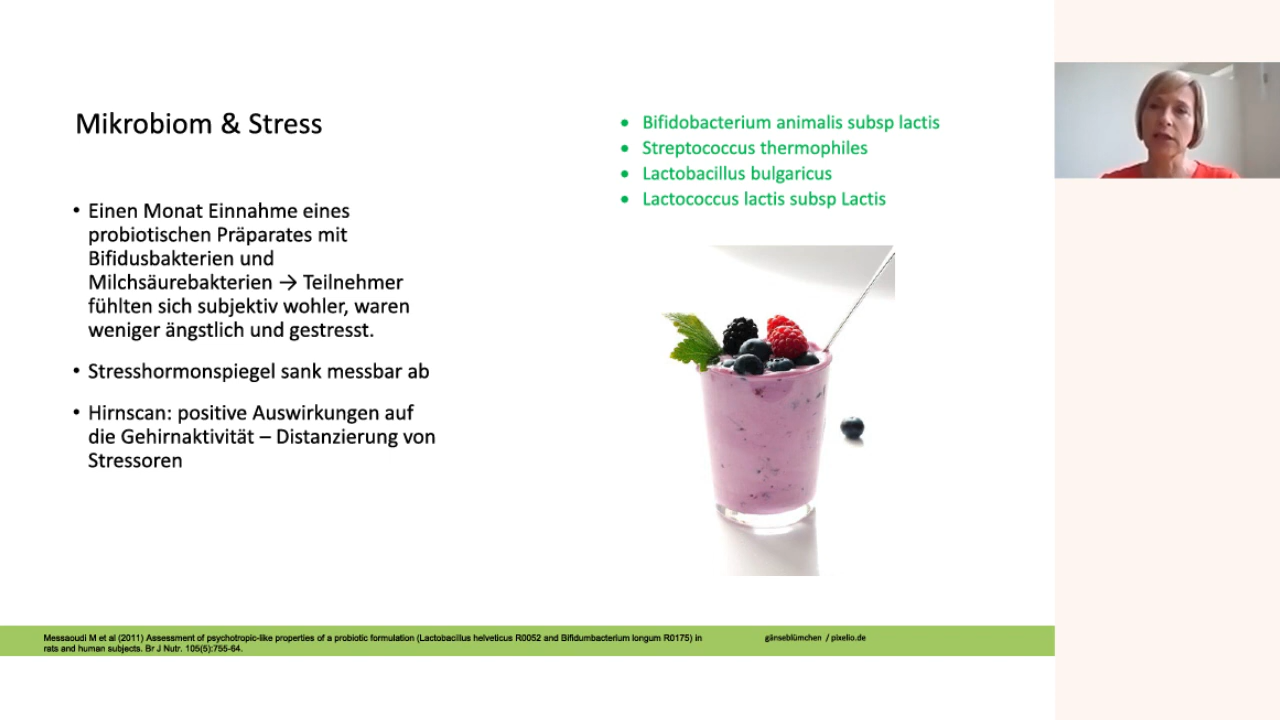 Mikrobiom & Stress
• Einen Monat Einnahme eines
probiotischen Präparates mit
Bifidusbakterien und
Milchsäurebakterien → Teilnehmer
fühlten sich subjektiv wohler, waren
weniger ängstlich und gestresst.
• Stresshormonspiegel sank messbar ab
• Hirnscan: positive Auswirkungen auf
die Gehirnaktivität – Distanzierung von
Stressoren
• Bifidobacterium animalis subsp lactis
• Streptococcus thermophiles
• Lactobacillus bulgaricus
• Lactococcus lactis subsp Lactis
Messaoudi M et al (2011) Assessment of psychotropic-like properties of a probiotic formulation (Lactobacillus helveticus R0052 and Bifidumbacterium longum R0175) in
rats and human subjects. Br J Nutr. 105(5):755-64.
gänseblümchen / pixelio.de